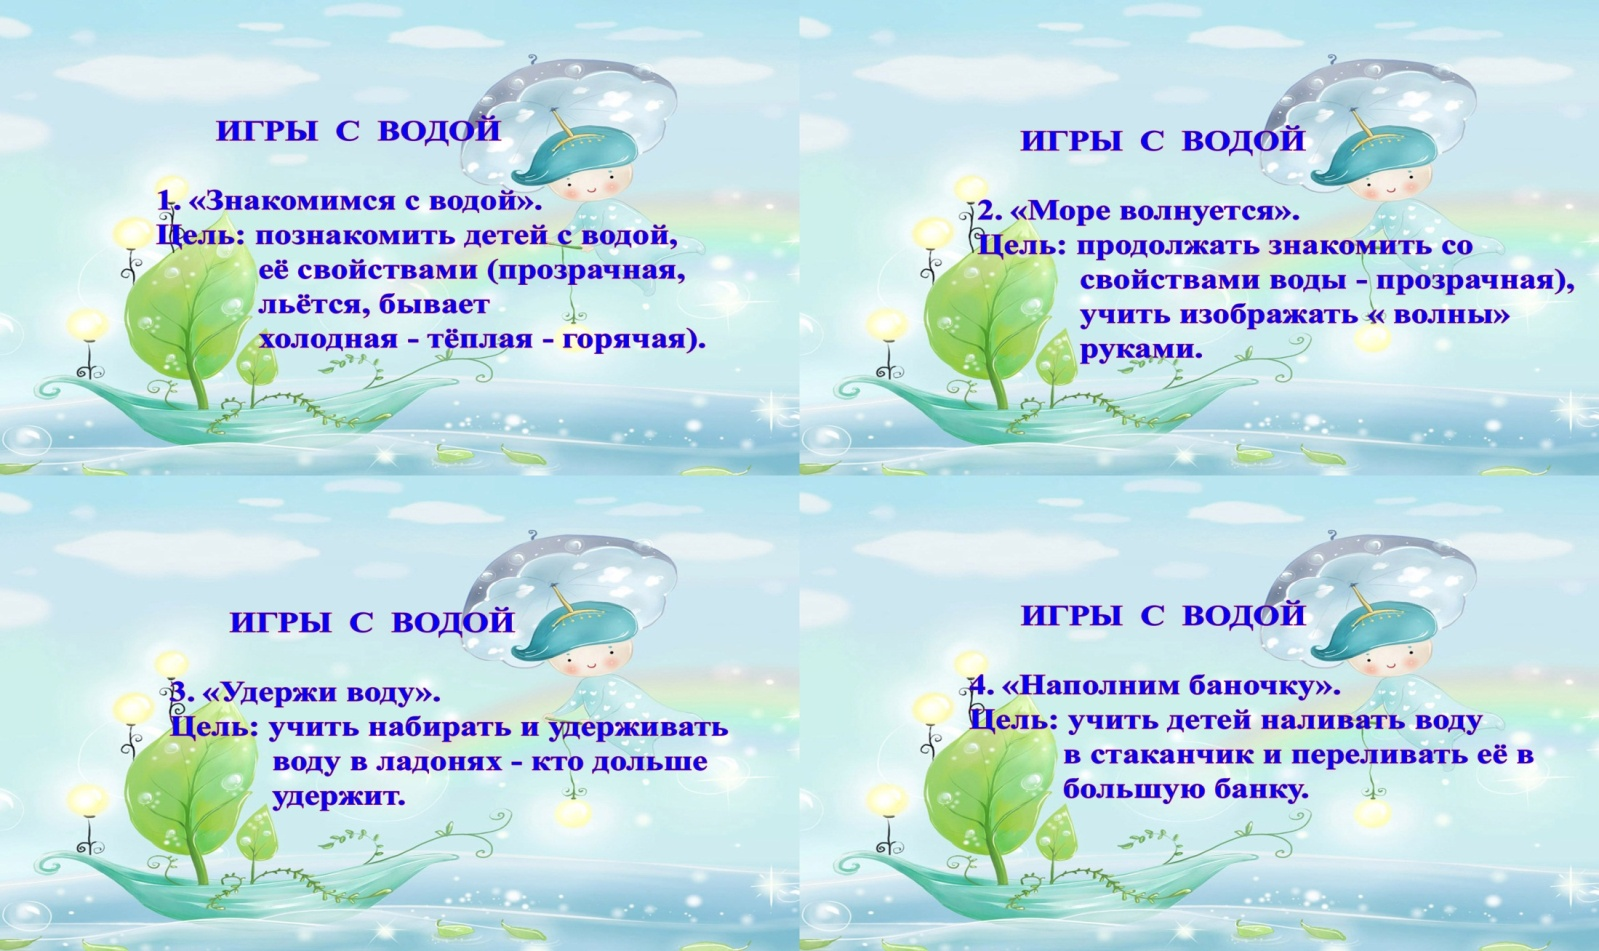 ИГРЫ С ВОДОЙ
1. «Знакомимся с водой».
Цель: познакомить детей с водой,
её свойствами (прозрачная,
льётся, бывает
холодная - тёплая - горячая).
ИГРЫ С ВОДОЙ
2. «Море волнуется».
Цель: продолжать знакомить со
свойствами воды - прозрачная),
учить изображать « волны»
руками.
ИГРЫ С ВОДОЙ
3. «Удержи воду».
Цель: учить набирать и удерживать
воду в ладонях - кто дольше
удержит.
ИГРЫ С ВОДОЙ
4. «Наполним баночку».
Цель: учить детей наливать воду
в стаканчик и переливать её в
большую банку.